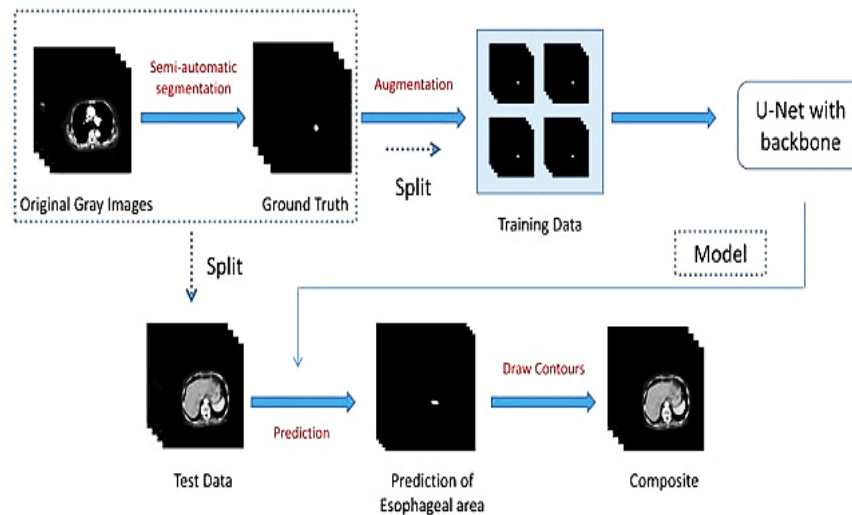 Semi-automatic
segmentation
Augmentation
U-Net with
backbone
Split
Original Gray Images
Ground Truth
Training Data
Model
Split
Draw Contours
Prediction
Test Data
Prediction of
Esophageal area
Composite